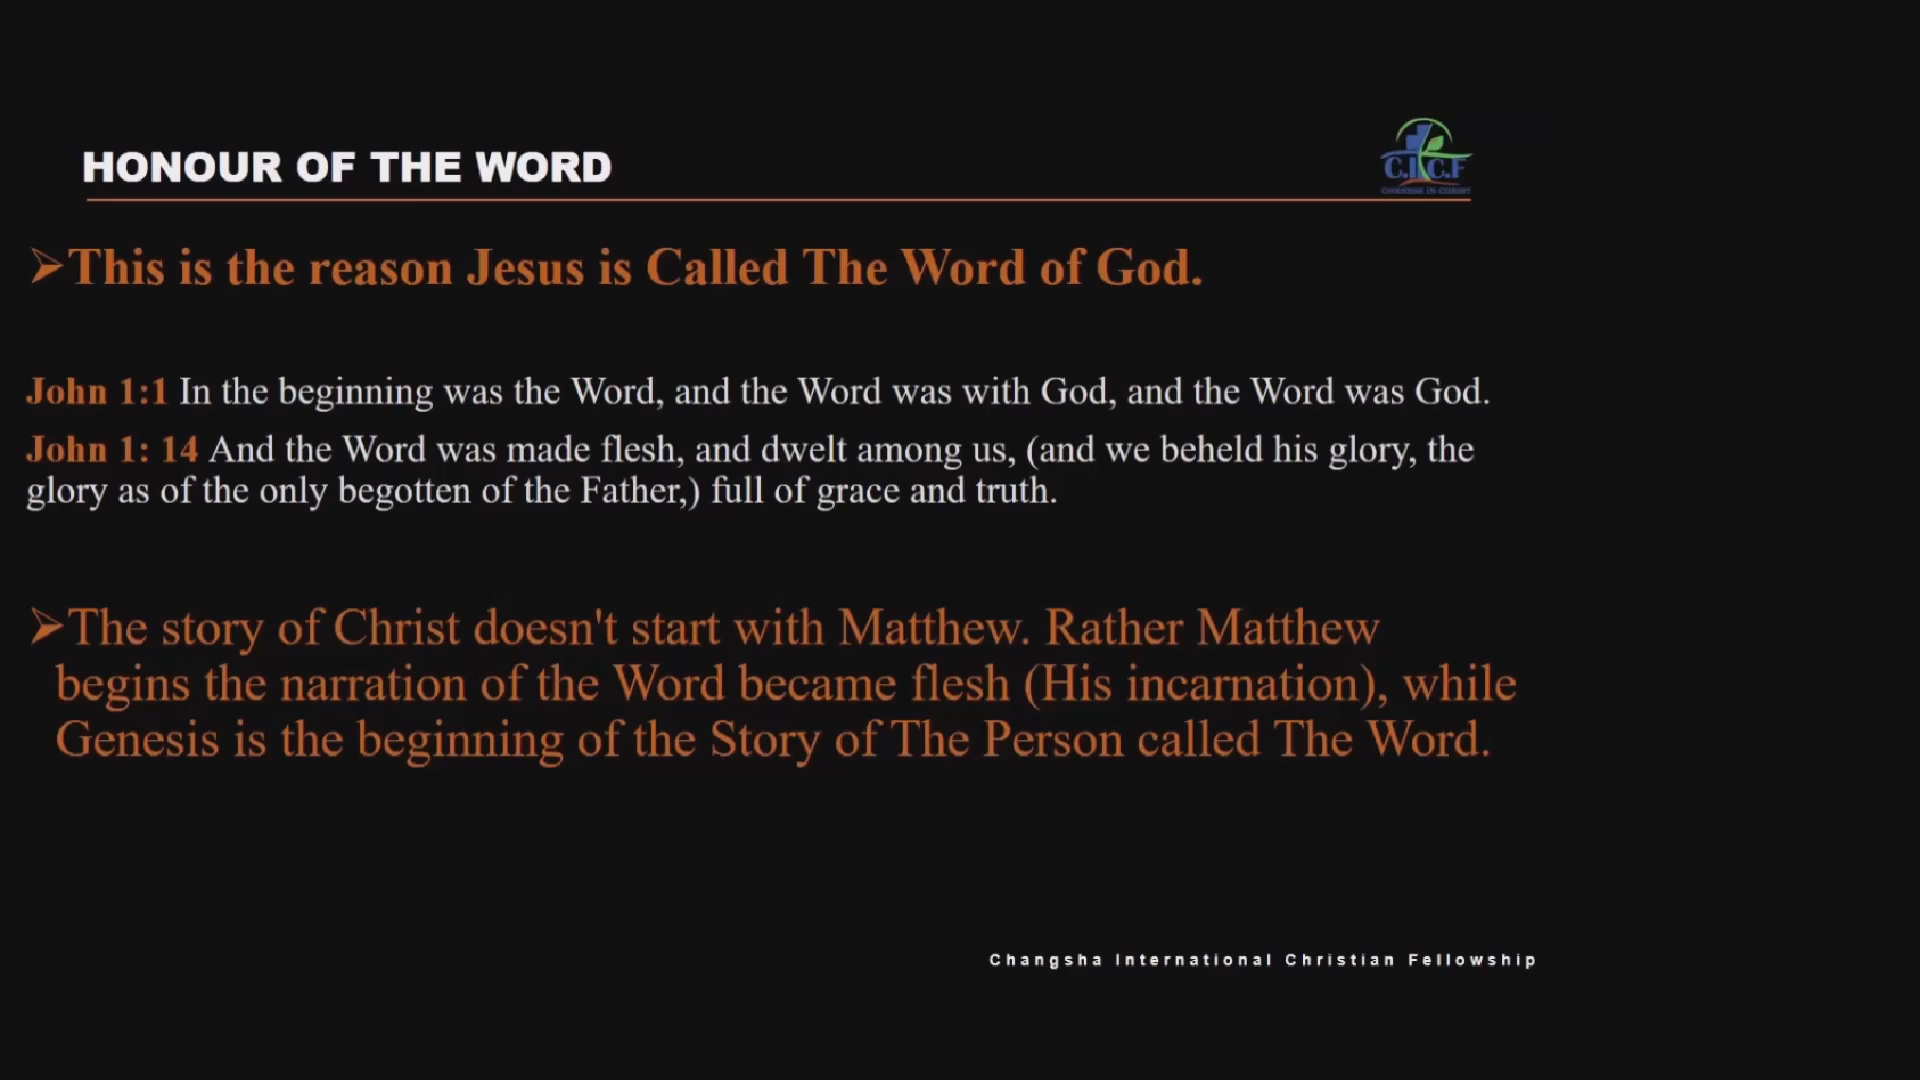 HONOUR OF THE WORD
C.I.C.F
➤This is the reason Jesus is Called The Word of God.
John 1:1 In the beginning was the Word, and the Word was with God, and the Word was God.
John 1: 14 And the Word was made flesh, and dwelt among us, (and we beheld his glory, the
glory as of the only begotten of the Father,) full of grace and truth.
➤The story of Christ doesn't start with Matthew. Rather Matthew
begins the narration of the Word became flesh (His incarnation), while
Genesis is the beginning of the Story of The Person called The Word.
Changsha International Christian Fellowship